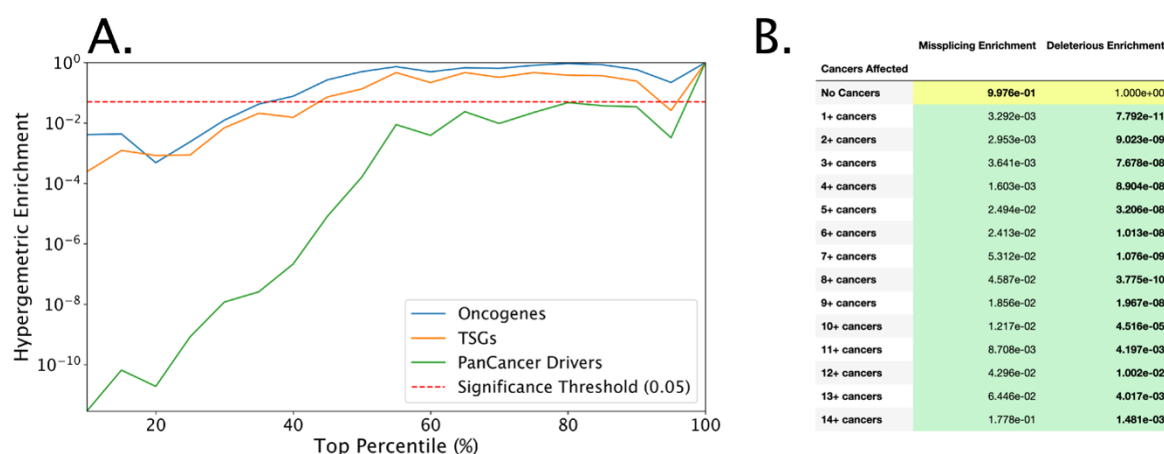 A.
Hypergemetric Enrichment
10⁰
10⁻²
10⁻⁴
10⁻⁶
10⁻⁸
10⁻¹⁰
Oncogenes
TSGs
PanCancer Drivers
Significance Threshold (0.05)
20 40 60 80 100
Top Percentile (%)
B.
Missplicing Enrichment Deleterious Enrichment
Cancers Affected
No Cancers 9.976e-01 1.000e+00
1+ cancers 3.292e-03 7.792e-11
2+ cancers 2.953e-03 9.023e-09
3+ cancers 3.641e-03 7.678e-08
4+ cancers 1.603e-03 8.904e-08
5+ cancers 2.494e-02 3.206e-08
6+ cancers 2.413e-02 1.013e-08
7+ cancers 5.312e-02 1.076e-09
8+ cancers 4.587e-02 3.775e-10
9+ cancers 1.856e-02 1.967e-08
10+ cancers 1.217e-02 4.516e-05
11+ cancers 8.708e-03 4.197e-03
12+ cancers 4.296e-02 1.002e-02
13+ cancers 6.446e-02 4.017e-03
14+ cancers 1.778e-01 1.481e-03